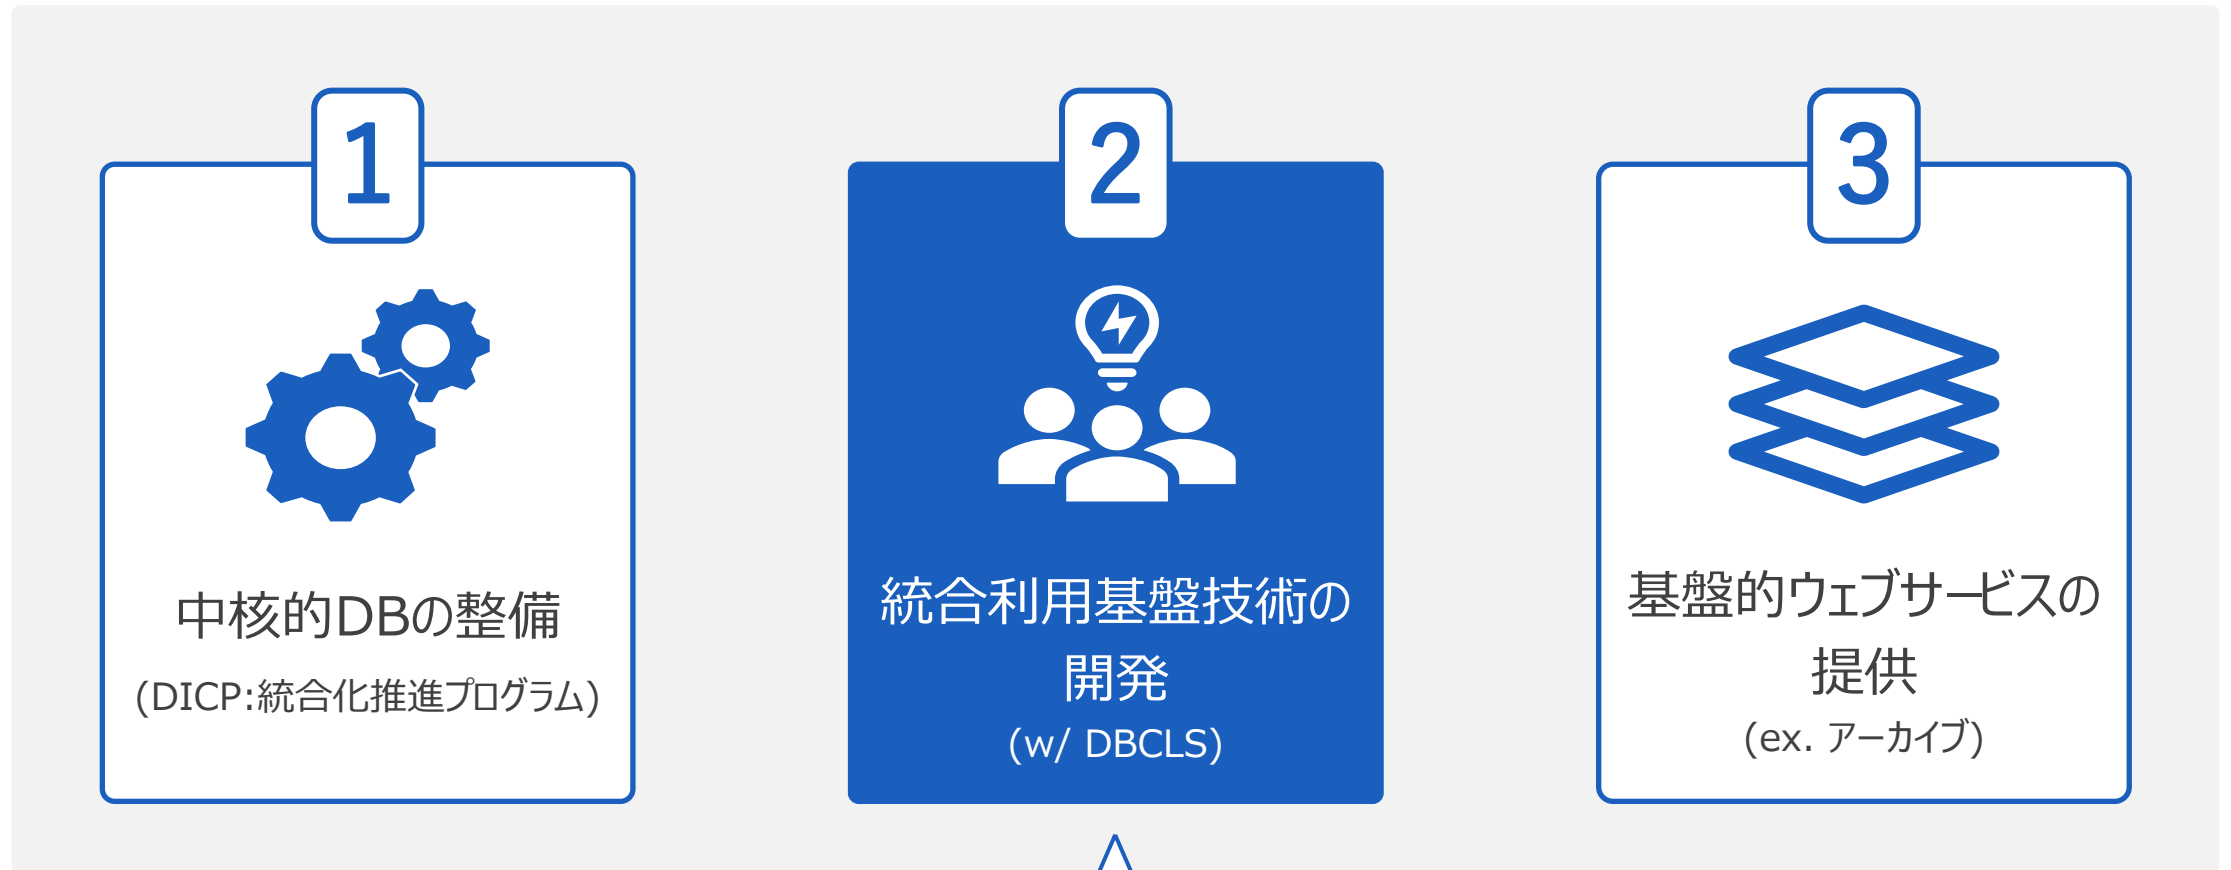 1
中核的DBの整備
(DICP:統合化推進プログラム)
2
統合利用基盤技術の
開発
(w/ DBCLS)
3
基盤的ウェブサービスの
提供
(ex. アーカイブ)